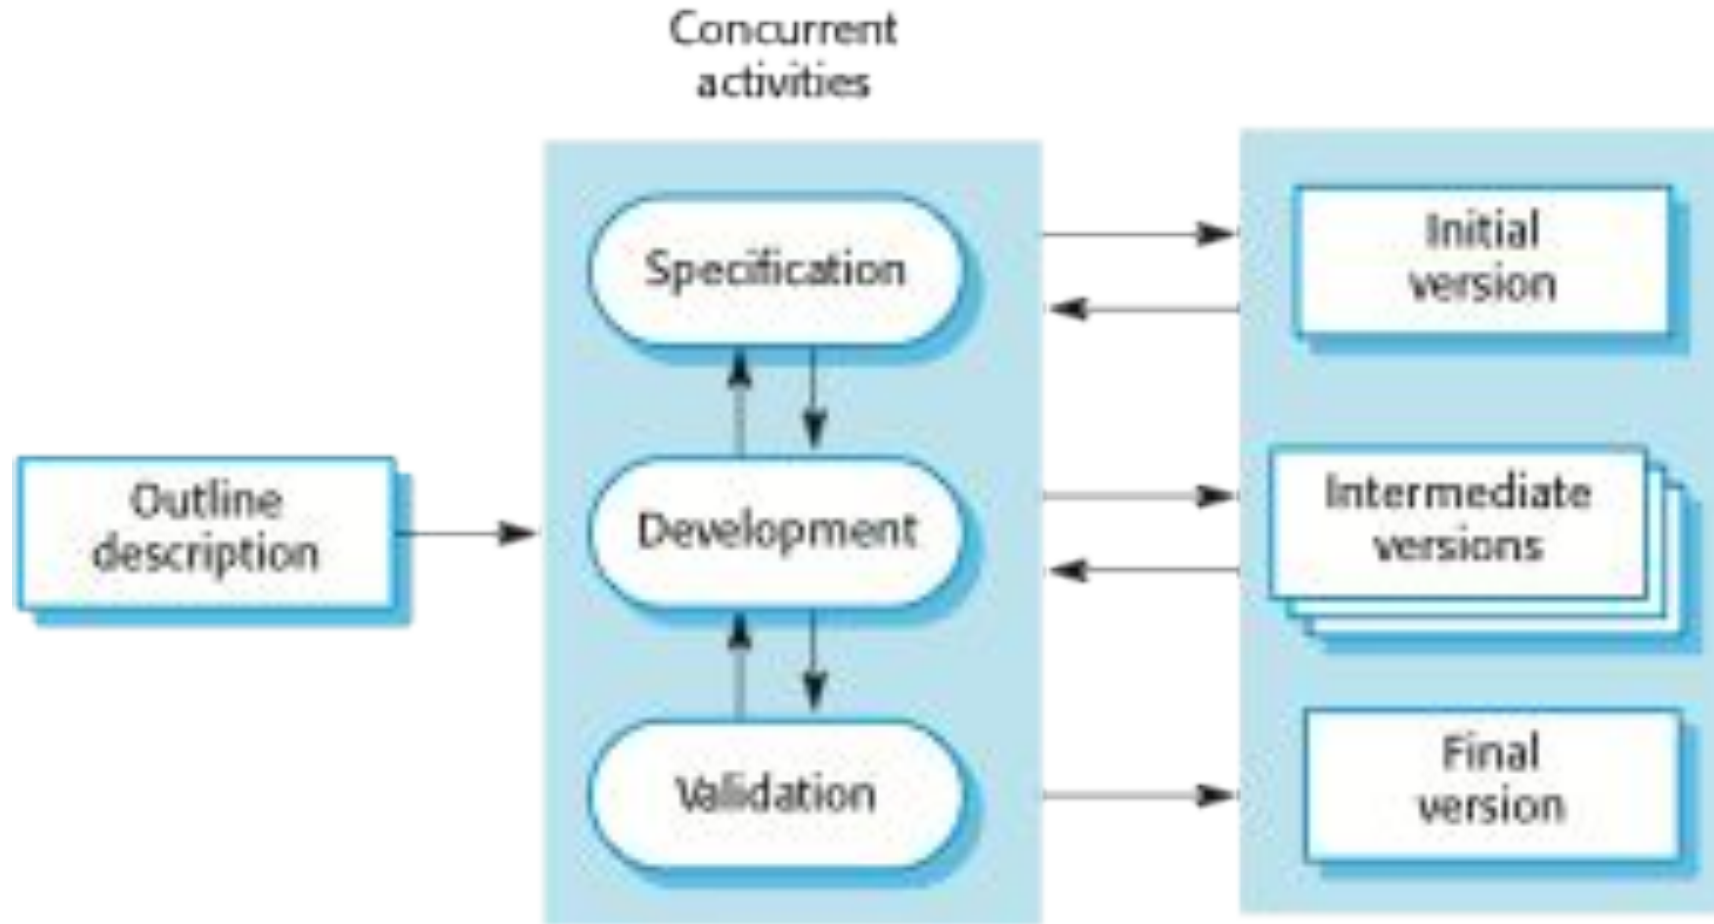 Concurrent
activities
Specification
Initial
version
Outline
description
Development
Intermediate
versions
Validation
Final
version